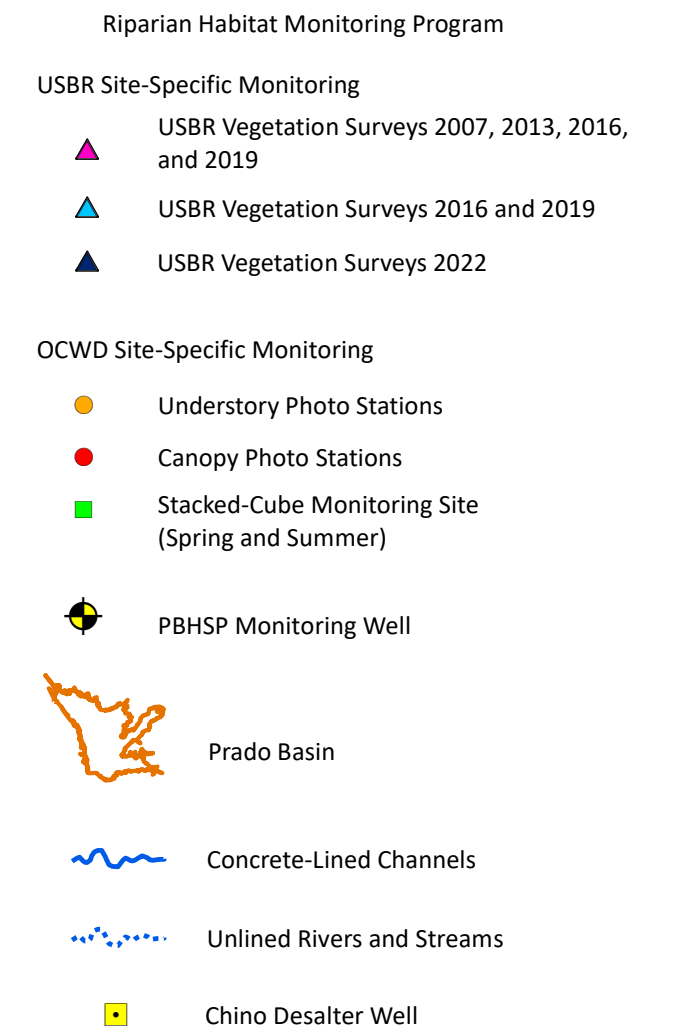 Riparian Habitat Monitoring Program
USBR Site-Specific Monitoring
USBR Vegetation Surveys 2007, 2013, 2016,
and 2019
USBR Vegetation Surveys 2016 and 2019
USBR Vegetation Surveys 2022
OCWD Site-Specific Monitoring
Understory Photo Stations
Canopy Photo Stations
Stacked-Cube Monitoring Site
(Spring and Summer)
PBHSP Monitoring Well
Prado Basin
Concrete-Lined Channels
Unlined Rivers and Streams
Chino Desalter Well